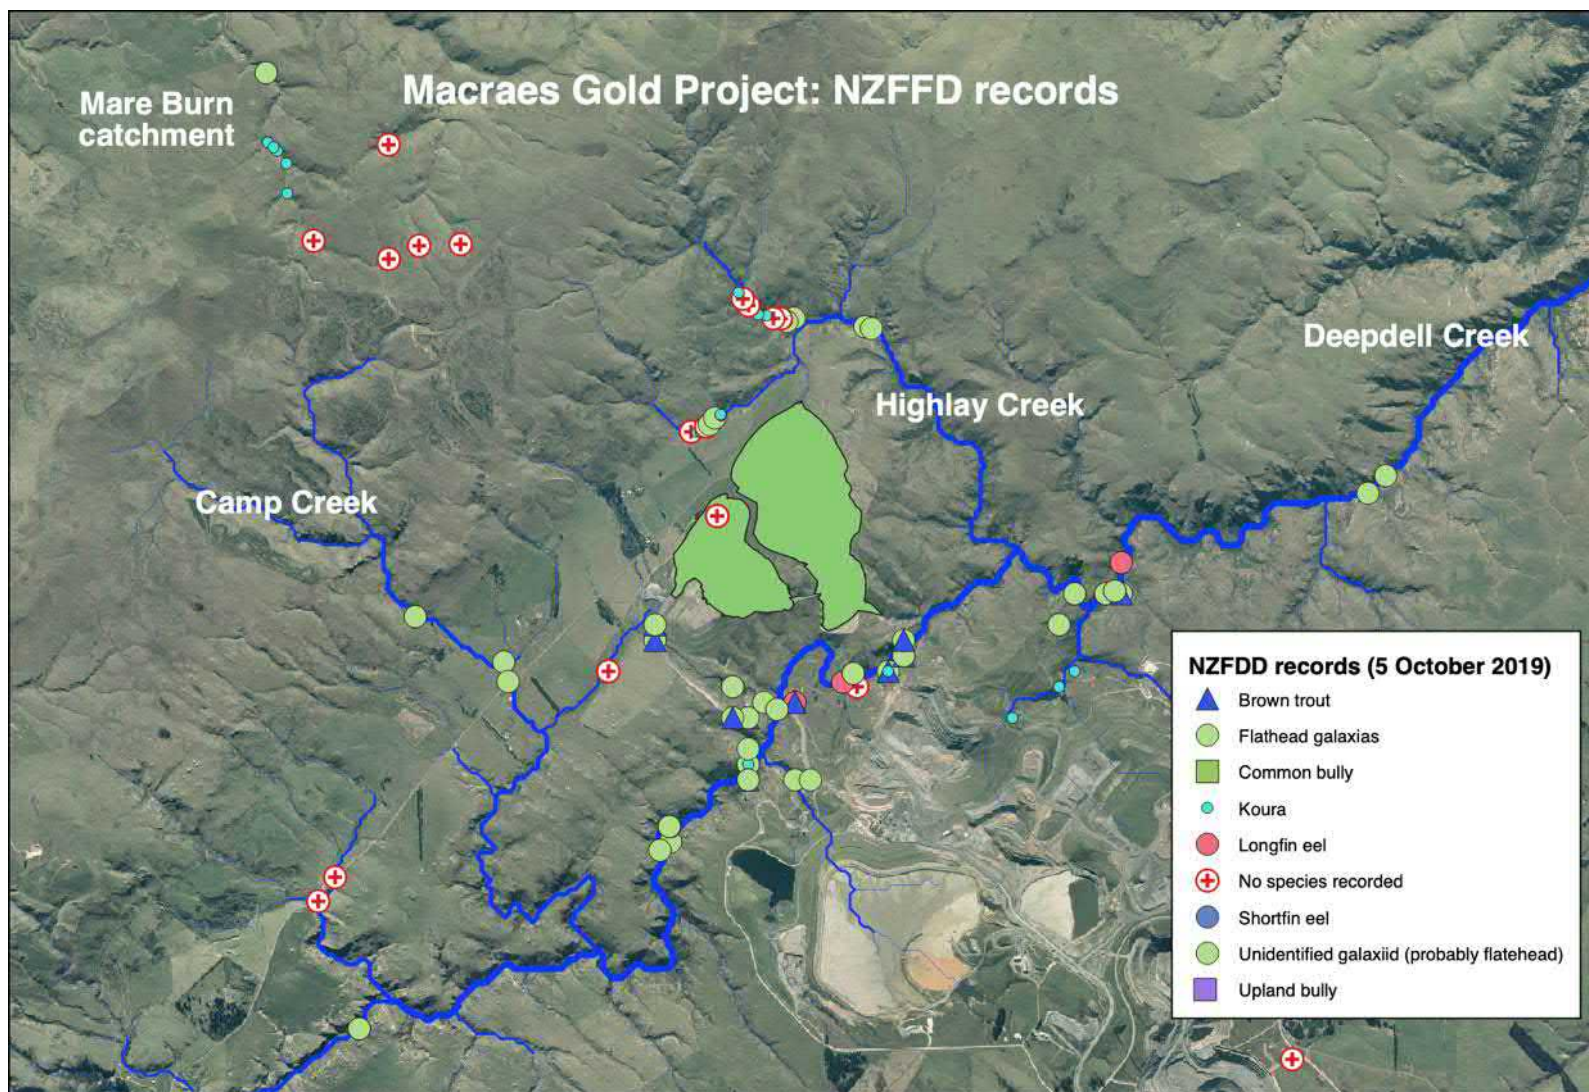 Macraes Gold Project: NZFFD records
Mare Burn
catchment
Deepdell Creek
Highlay Creek
Camp Creek
NZFDD records (5 October 2019)
Brown trout
Flathead galaxias
Common bully
Koura
Longfin eel
No species recorded
Shortfin eel
Unidentified galaxiid (probably flatehead)
Upland bully